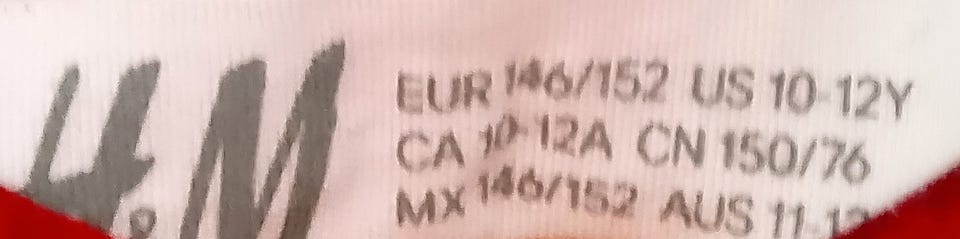 H&M
EUR 146/152 US 10-12Y
CA 10-12A CN 150/76
MX 146/152 AUS